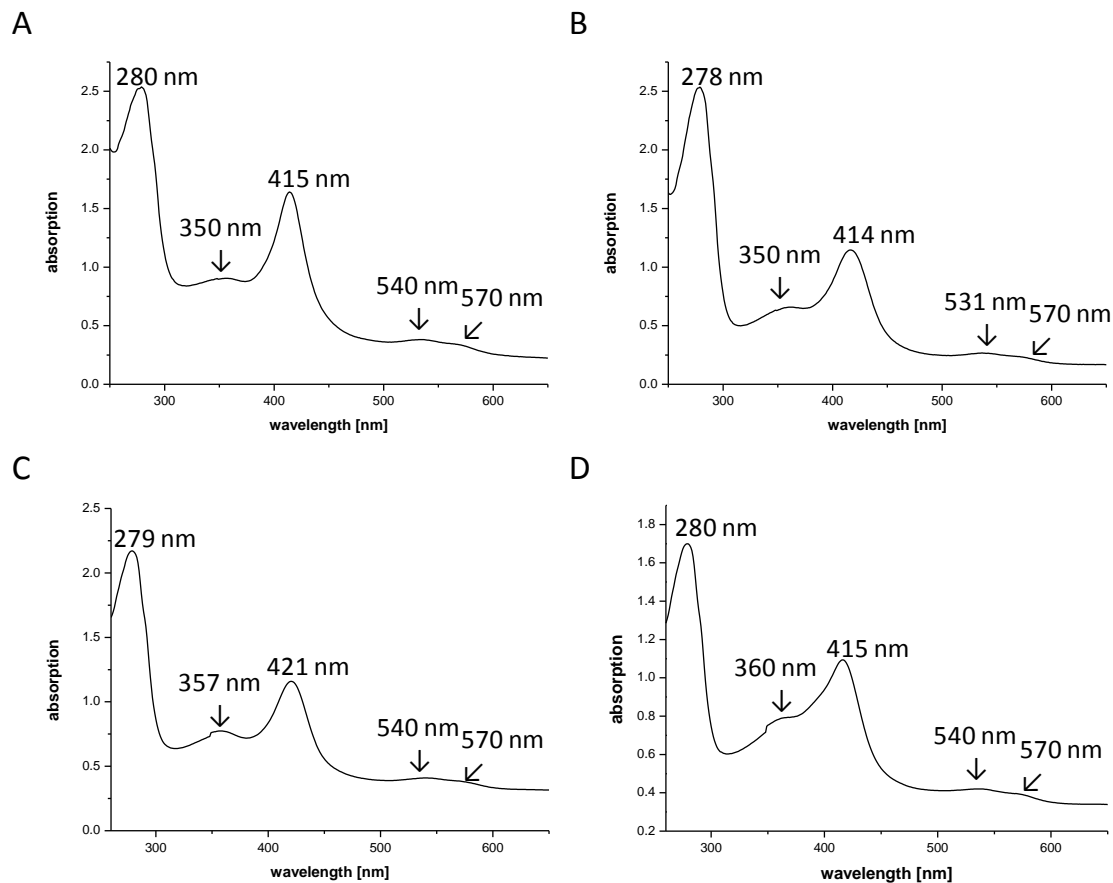 A
280 nm
415 nm
350 nm
540 nm
570 nm
2.5
2.0
1.5
1.0
0.5
0.0
absorption
300 400 500 600
wavelength [nm]
B
278 nm
414 nm
350 nm
531 nm
570 nm
2.5
2.0
1.5
1.0
0.5
0.0
absorption
300 400 500 600
wavelength [nm]
C
279 nm
421 nm
357 nm
540 nm
570 nm
2.5
2.0
1.5
1.0
0.5
0.0
absorption
300 400 500 600
wavelength [nm]
D
280 nm
415 nm
360 nm
540 nm
570 nm
1.8
1.6
1.4
1.2
1.0
0.8
0.6
0.4
0.2
absorption
300 400 500 600
wavelength [nm]